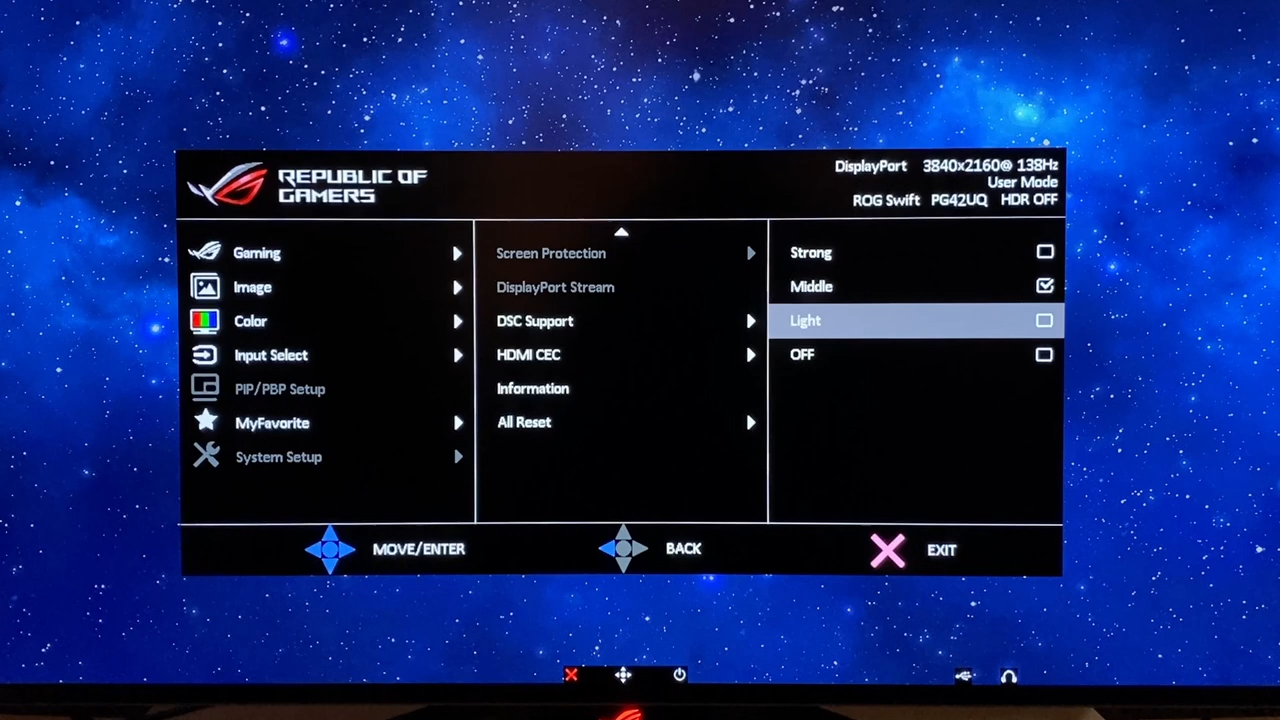 REPUBLIC OF
GAMERS
DisplayPort 3840x2160@ 138Hz
User Mode
ROG Swift PG42UQ HDR OFF
Gaming
Image
Color
Input Select
PIP/PBP Setup
MyFavorite
System Setup
Screen Protection
DisplayPort Stream
DSC Support
HDMI CEC
Information
All Reset
Strong
Middle
Light
OFF
MOVE/ENTER
BACK
EXIT